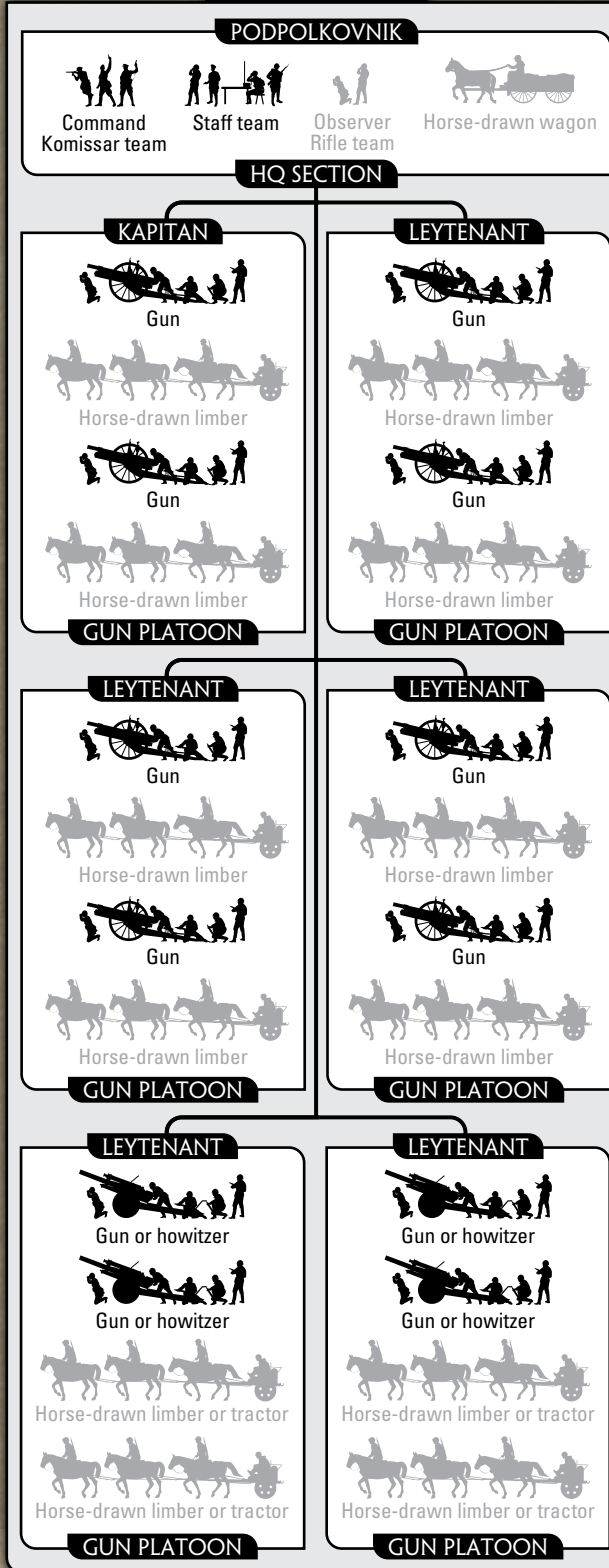 PODPOLKOVNIK
Command
Komissar team
Staff team
Observer
Rifle team
Horse-drawn wagon
HQ SECTION
KAPITAN
Gun
Horse-drawn limber
Gun
Horse-drawn limber
GUN PLATOON
LEYTENANT
Gun
Horse-drawn limber
Gun
Horse-drawn limber
GUN PLATOON
LEYTENANT
Gun
Horse-drawn limber
Gun
Horse-drawn limber
GUN PLATOON
LEYTENANT
Gun
Horse-drawn limber
Gun
Horse-drawn limber
GUN PLATOON
LEYTENANT
Gun or howitzer
Gun or howitzer
Horse-drawn limber or tractor
Horse-drawn limber or tractor
GUN PLATOON
LEYTENANT
Gun or howitzer
Gun or howitzer
Horse-drawn limber or tractor
Horse-drawn limber or tractor
GUN PLATOON